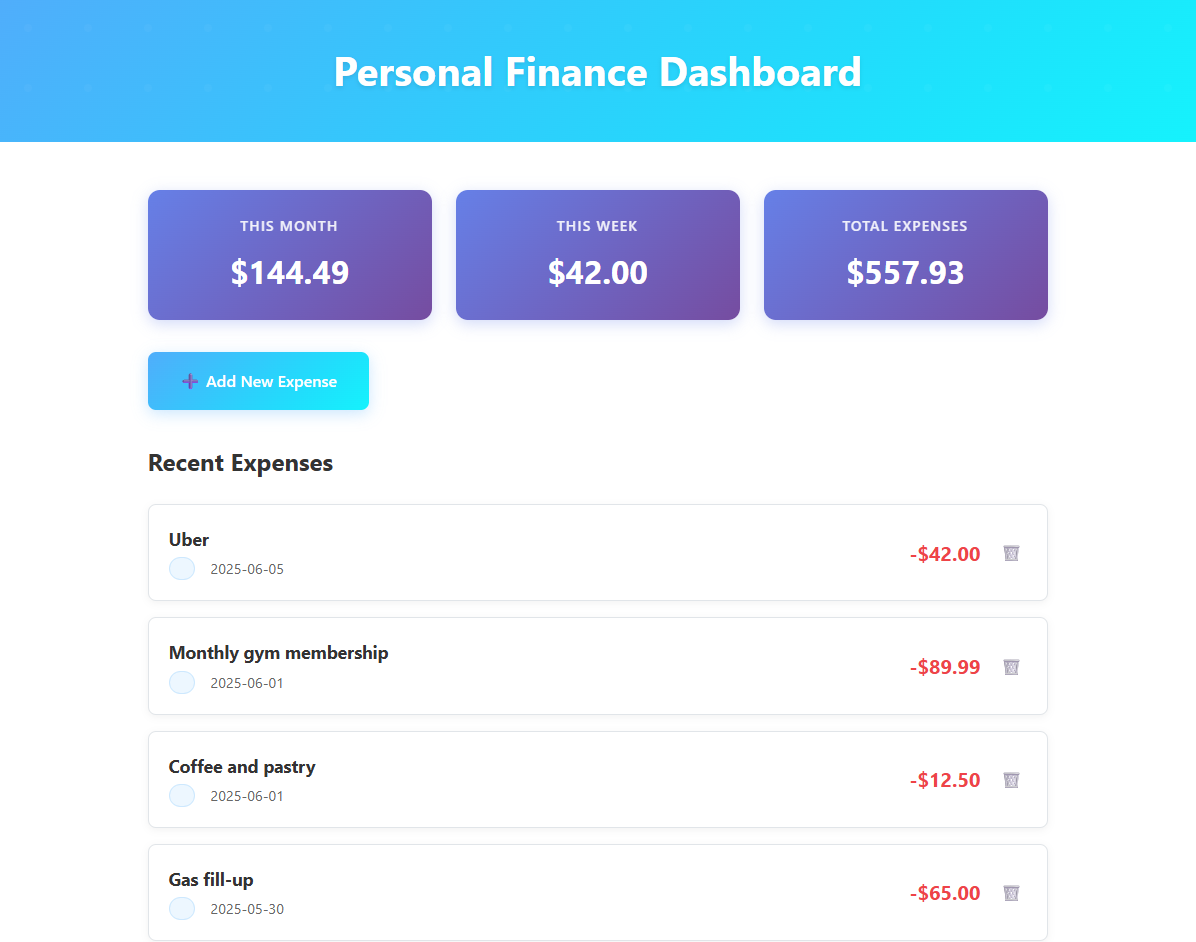 Personal Finance Dashboard
THIS MONTH
$144.49
THIS WEEK
$42.00
TOTAL EXPENSES
$557.93
Add New Expense
Recent Expenses
Uber
2025-06-05
-$42.00
Monthly gym membership
2025-06-01
-$89.99
Coffee and pastry
2025-06-01
-$12.50
Gas fill-up
2025-05-30
-$65.00